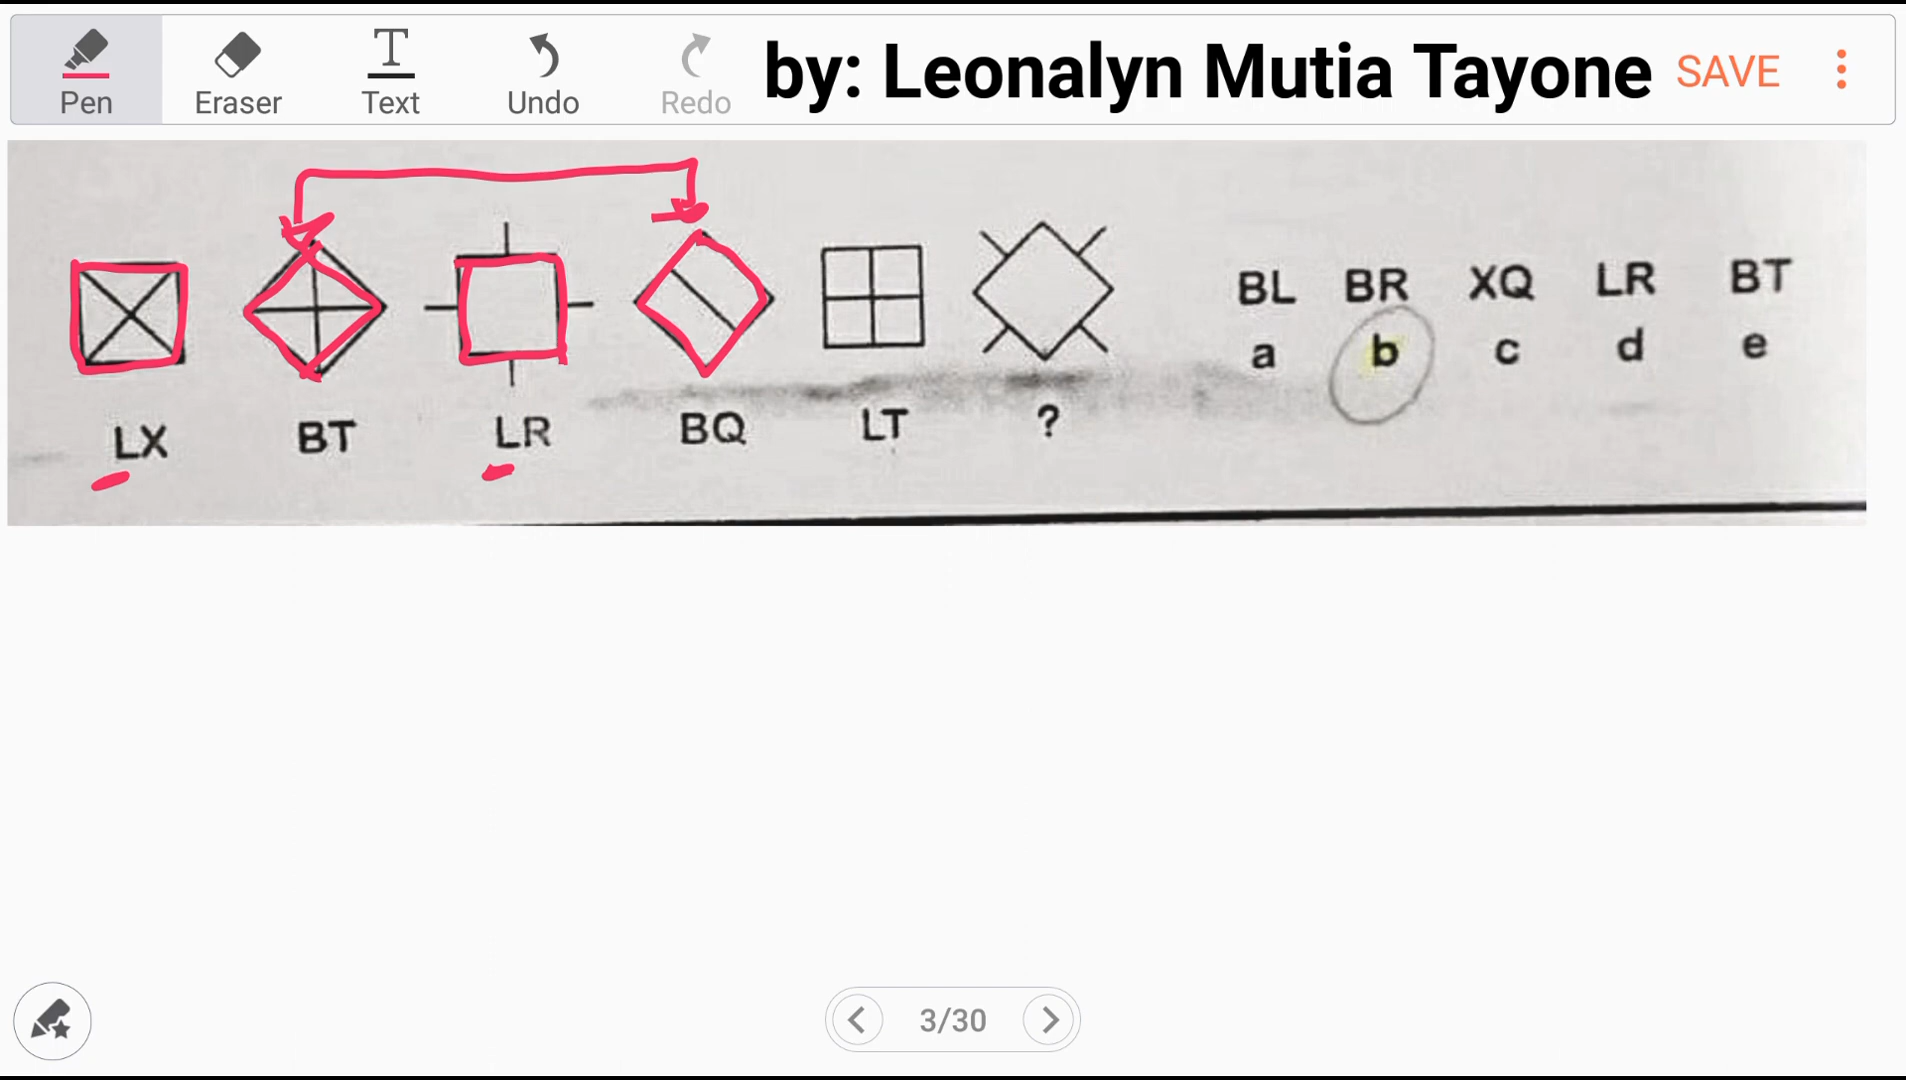 Pen Eraser Text Undo Redo by: Leonalyn Mutia Tayone SAVE
BL BR XQ LR BT
a b c d e
LX BT LR BQ LT ?
3/30